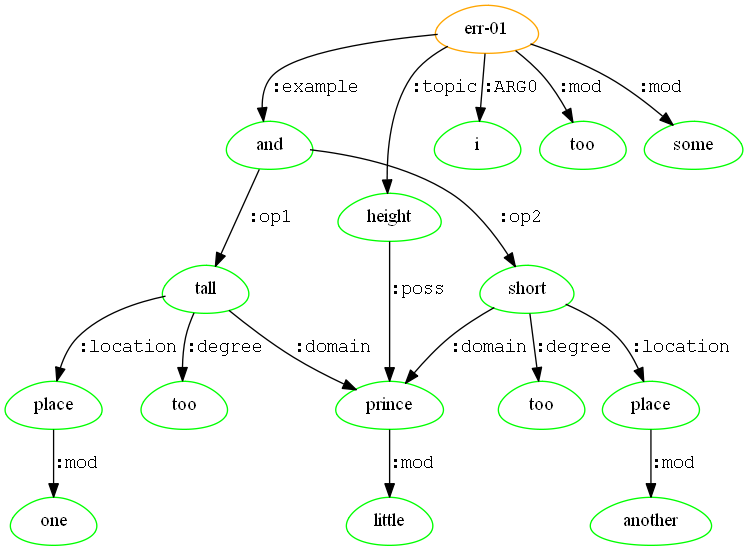 err-01
:example
:topic
:ARG0
:mod
:mod
and
i
too
some
height
:op1
:op2
tall
:poss
short
:location
:degree
:domain
:domain
:degree
:location
place
too
prince
too
place
:mod
:mod
:mod
one
little
another